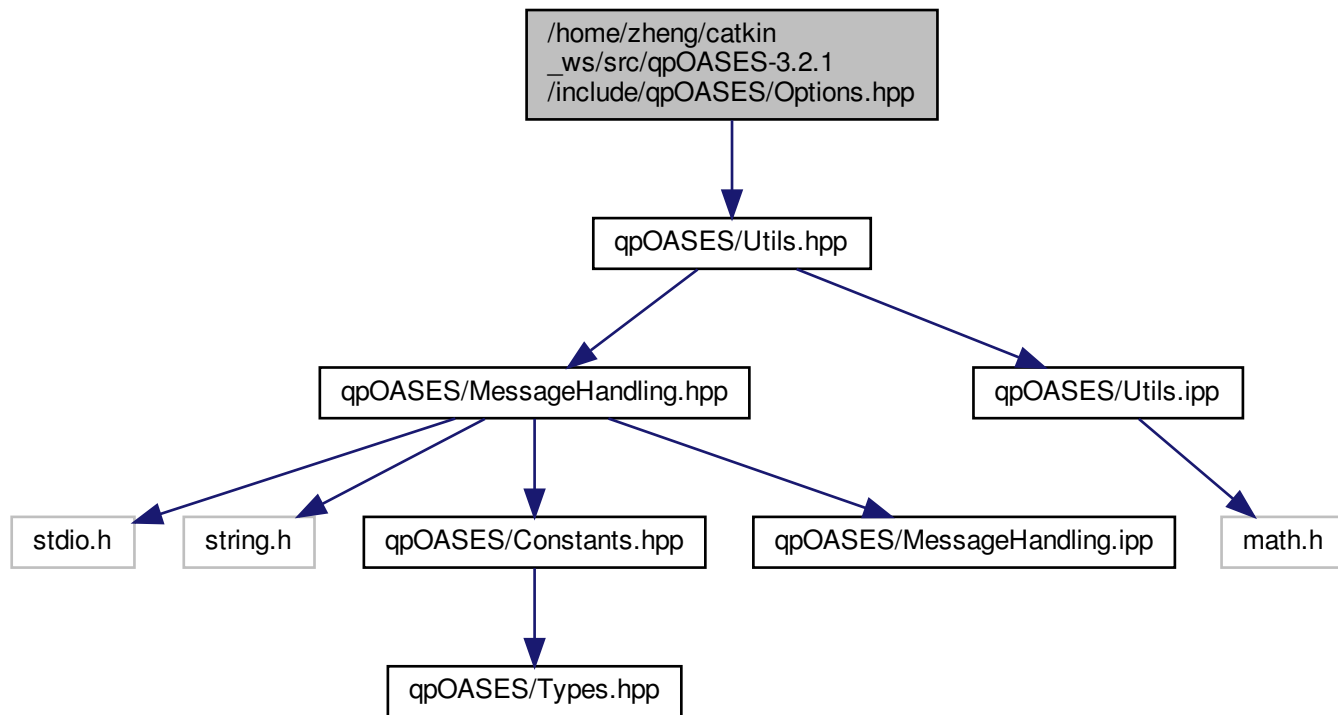 /home/zheng/catkin
_ws/src/qpOASES-3.2.1
/include/qpOASES/Options.hpp
qpOASES/Utils.hpp
qpOASES/MessageHandling.hpp
qpOASES/Utils.ipp
stdio.h
string.h
qpOASES/Constants.hpp
qpOASES/MessageHandling.ipp
math.h
qpOASES/Types.hpp